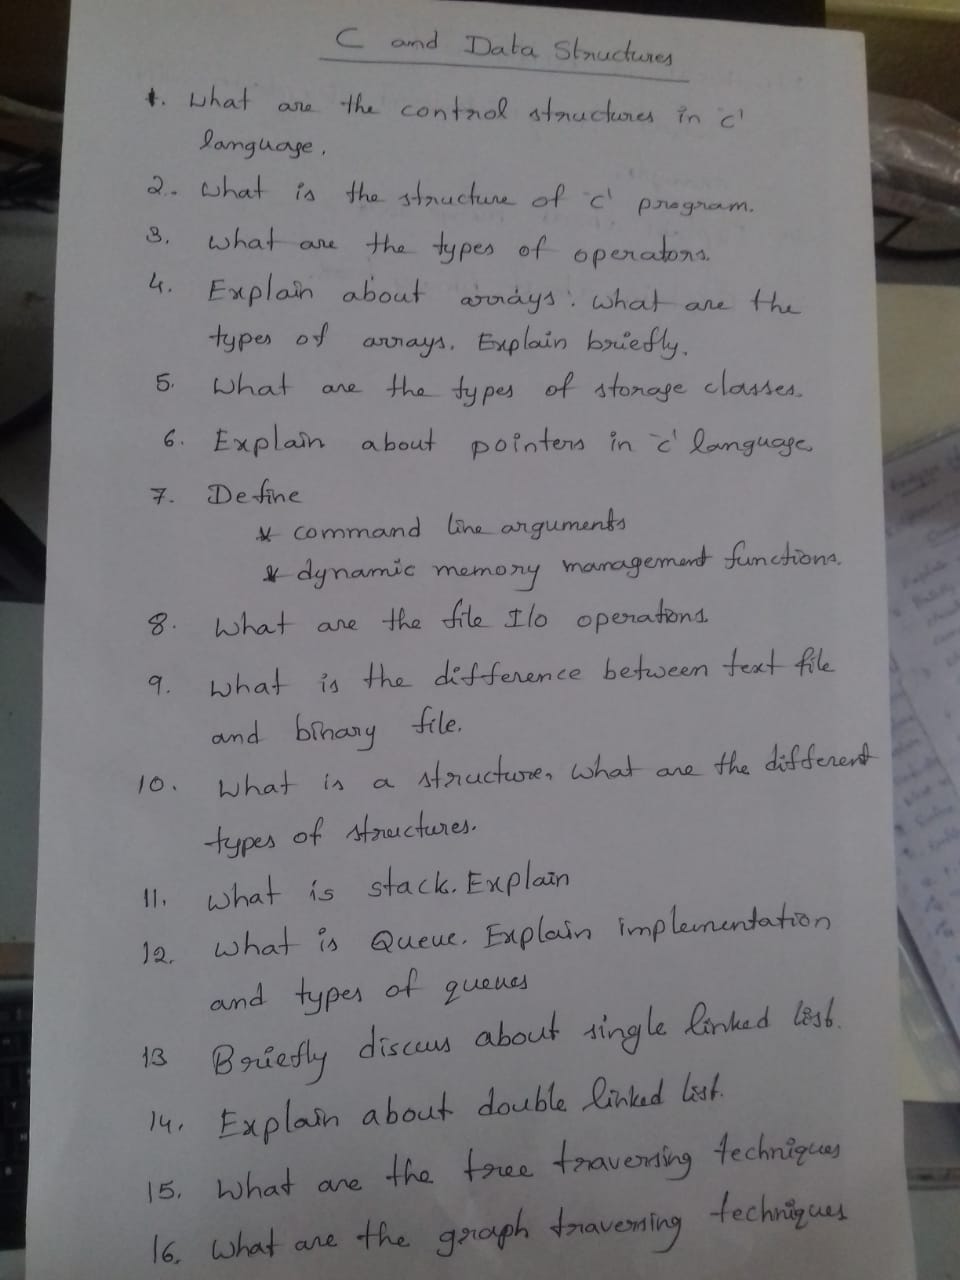 C and Data Structures
1. What are the control structures in 'c'
language.
2. What is the structure of 'c' program.
3. What are the types of operators.
4. Explain about arrays. What are the
types of arrays. Explain briefly.
5. What are the types of storage classes.
6. Explain about pointers in 'c' language.
7. Define
* command line arguments
* dynamic memory management functions.
8. What are the file I/o operations.
9. What is the difference between text file
and binary file.
10. What is a structure. What are the different
types of structures.
11. What is stack. Explain
12. What is Queue. Explain implementation
and types of queues
13 Briefly discuss about single linked list.
14. Explain about double linked list.
15. What are the tree traversing techniques
16. What are the graph traversing techniques